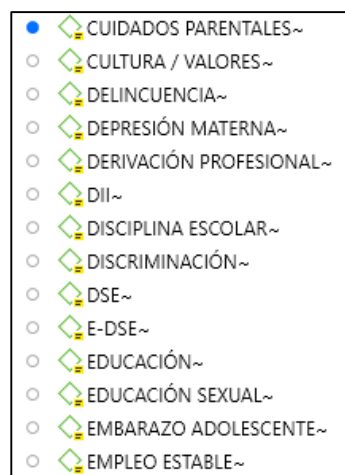 CUIDADOS PARENTALES~
CULTURA / VALORES~
DELINCUENCIA~
DEPRESIÓN MATERNA~
DERIVACIÓN PROFESIONAL~
DII~
DISCIPLINA ESCOLAR~
DISCRIMINACIÓN~
DSE~
E-DSE~
EDUCACIÓN~
EDUCACIÓN SEXUAL~
EMBARAZO ADOLESCENTE~
EMPLEO ESTABLE~